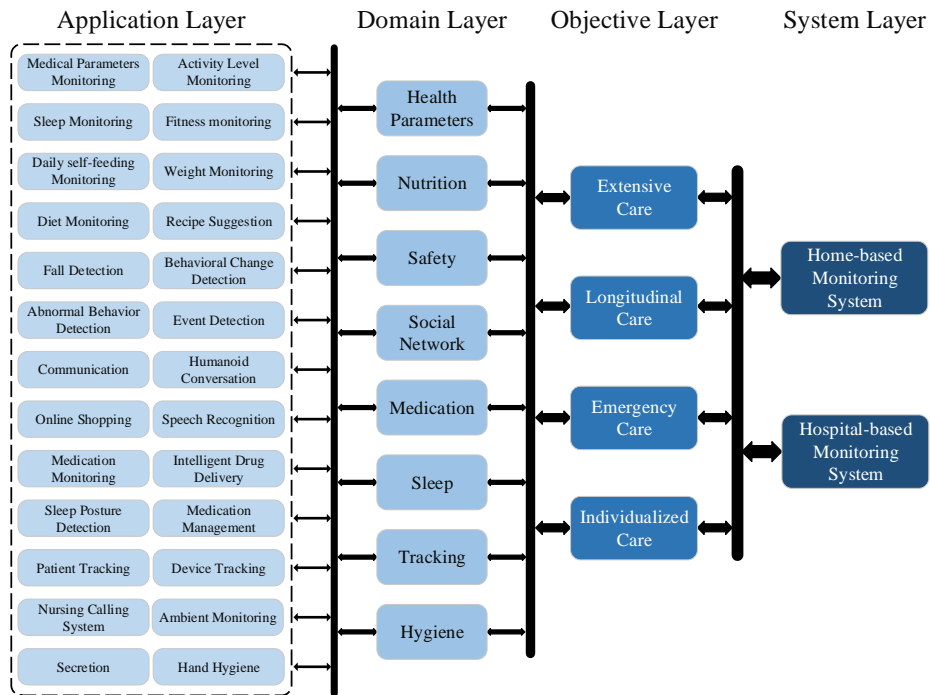 Application Layer
Domain Layer
Objective Layer
System Layer
Medical Parameters
Monitoring
Activity Level
Monitoring
Sleep Monitoring
Fitness monitoring
Daily self-feeding
Monitoring
Weight Monitoring
Diet Monitoring
Recipe Suggestion
Fall Detection
Behavioral Change
Detection
Abnormal Behavior
Detection
Event Detection
Communication
Humanoid
Conversation
Online Shopping
Speech Recognition
Medication
Monitoring
Intelligent Drug
Delivery
Sleep Posture
Detection
Medication
Management
Patient Tracking
Device Tracking
Nursing Calling
System
Ambient Monitoring
Secretion
Hand Hygiene
Health
Parameters
Nutrition
Safety
Social
Network
Medication
Sleep
Tracking
Hygiene
Extensive
Care
Longitudinal
Care
Emergency
Care
Individualized
Care
Home-based
Monitoring
System
Hospital-based
Monitoring
System